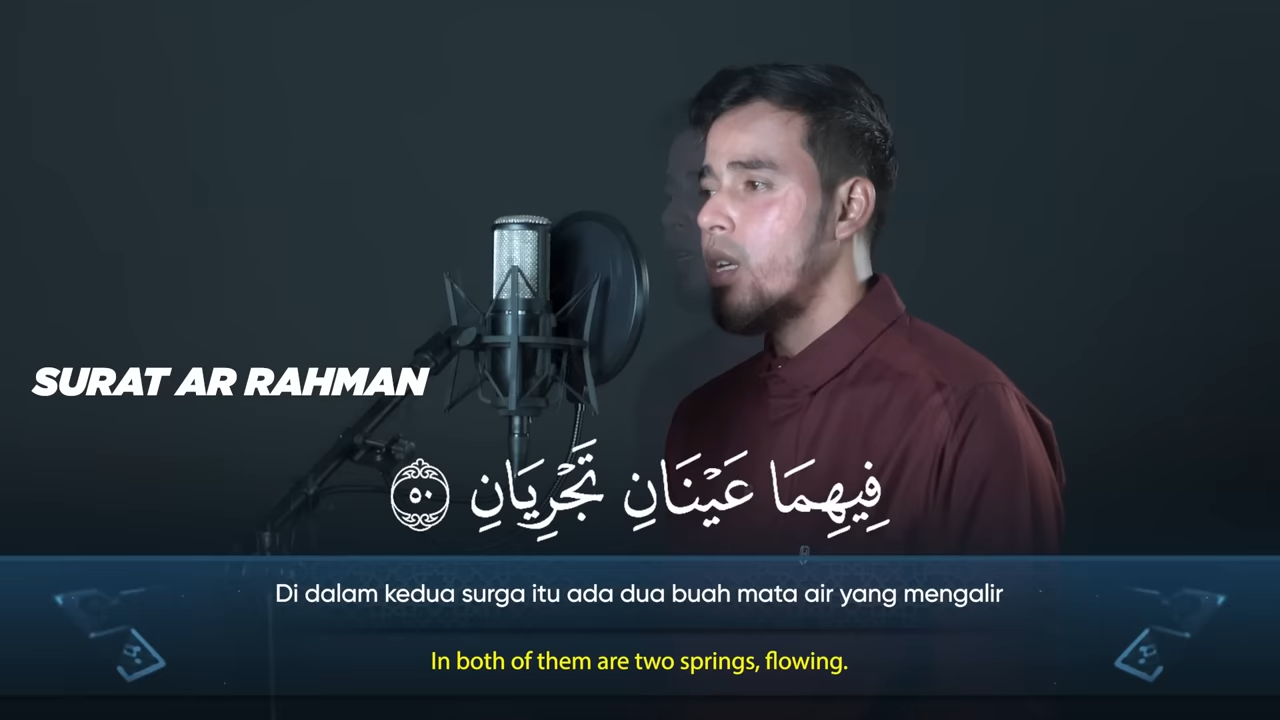 SURAT AR RAHMAN
فِيهِمَا عَيْنَانِ تَجْرِيَانِ ٥٠
Di dalam kedua surga itu ada dua buah mata air yang mengalir
In both of them are two springs, flowing.